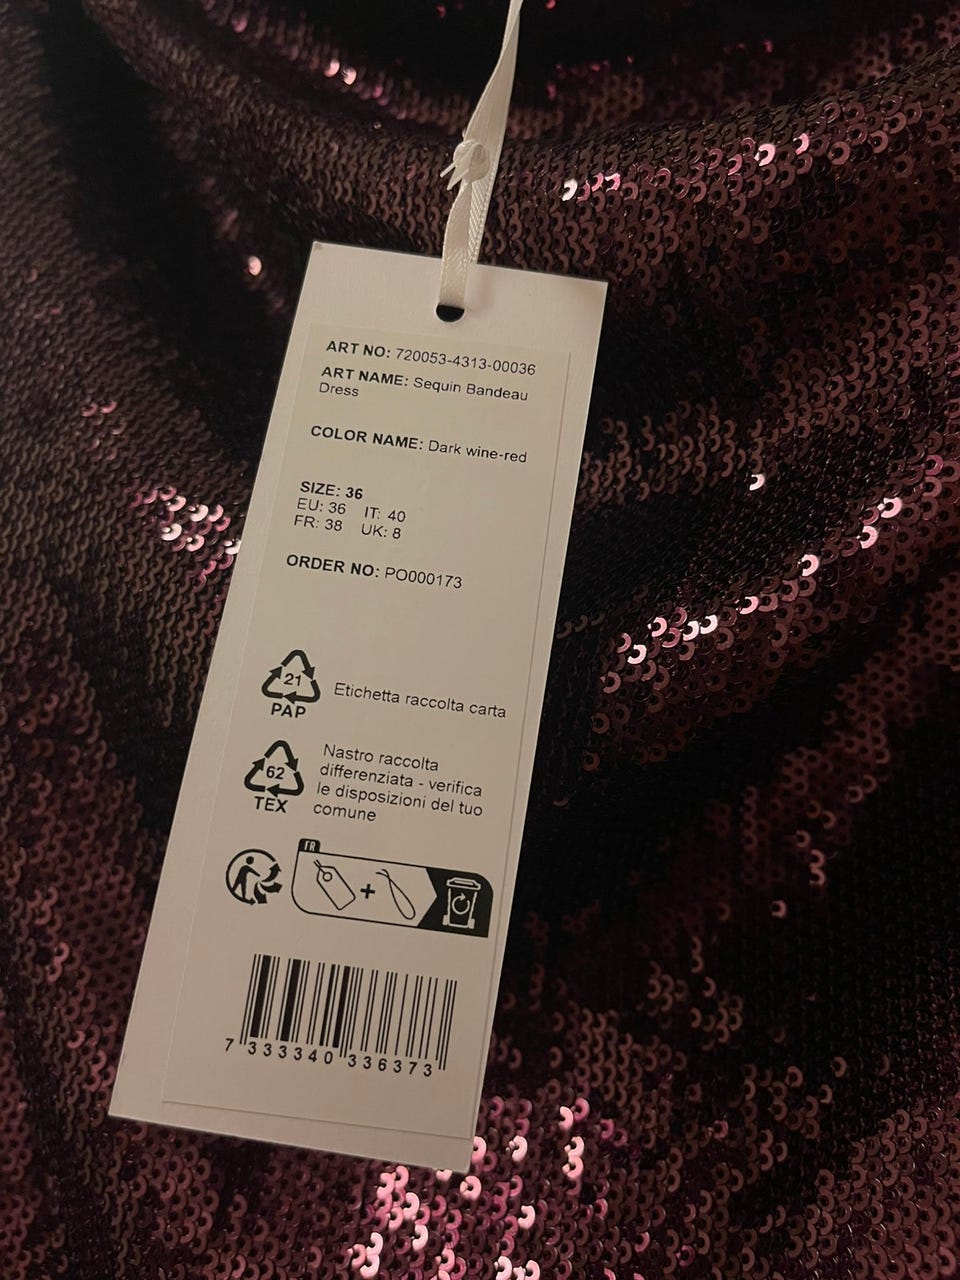 ART NO: 720053-4313-00036
ART NAME: Sequin Bandeau
Dress
COLOR NAME: Dark wine-red
SIZE: 36
EU: 36 IT: 40
FR: 38 UK: 8
ORDER NO: PO000173
21
PAP
Etichetta raccolta carta
62
TEX
Nastro raccolta
differenziata - verifica
le disposizioni del tuo
comune
FR
+
7 333340 336373